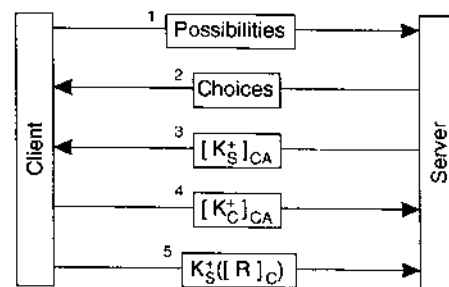 Client
Server
1 Possibilities
2 Choices
3 [ K_S^+ ]_CA
4 [ K_C^+ ]_CA
5 K_S^+([ R ]_C)